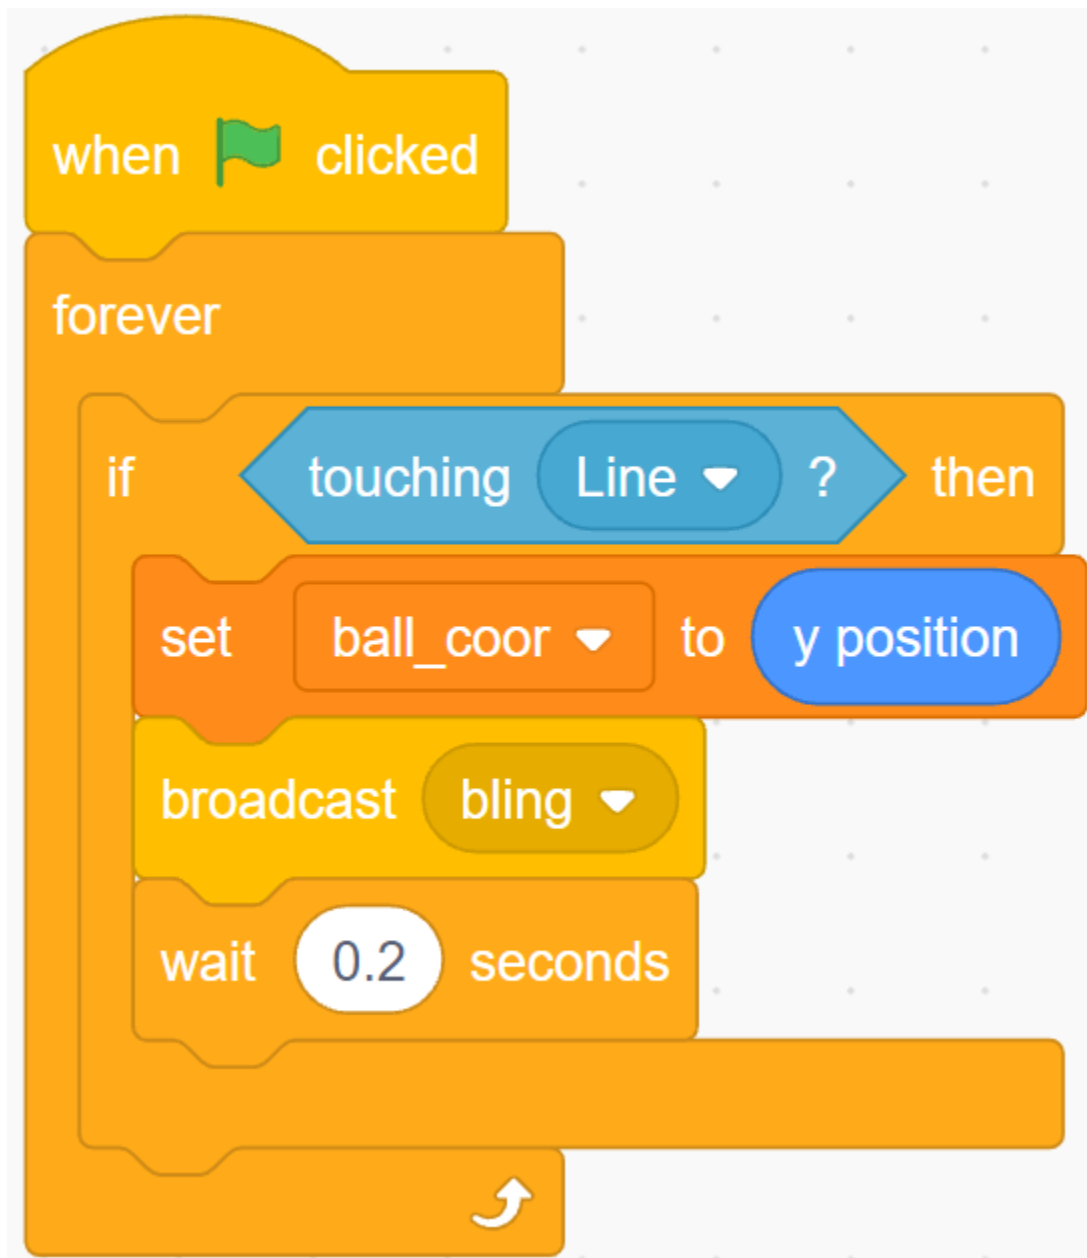 when clicked
forever
if touching Line ? then
set ball_coor to y position
broadcast bling
wait 0.2 seconds